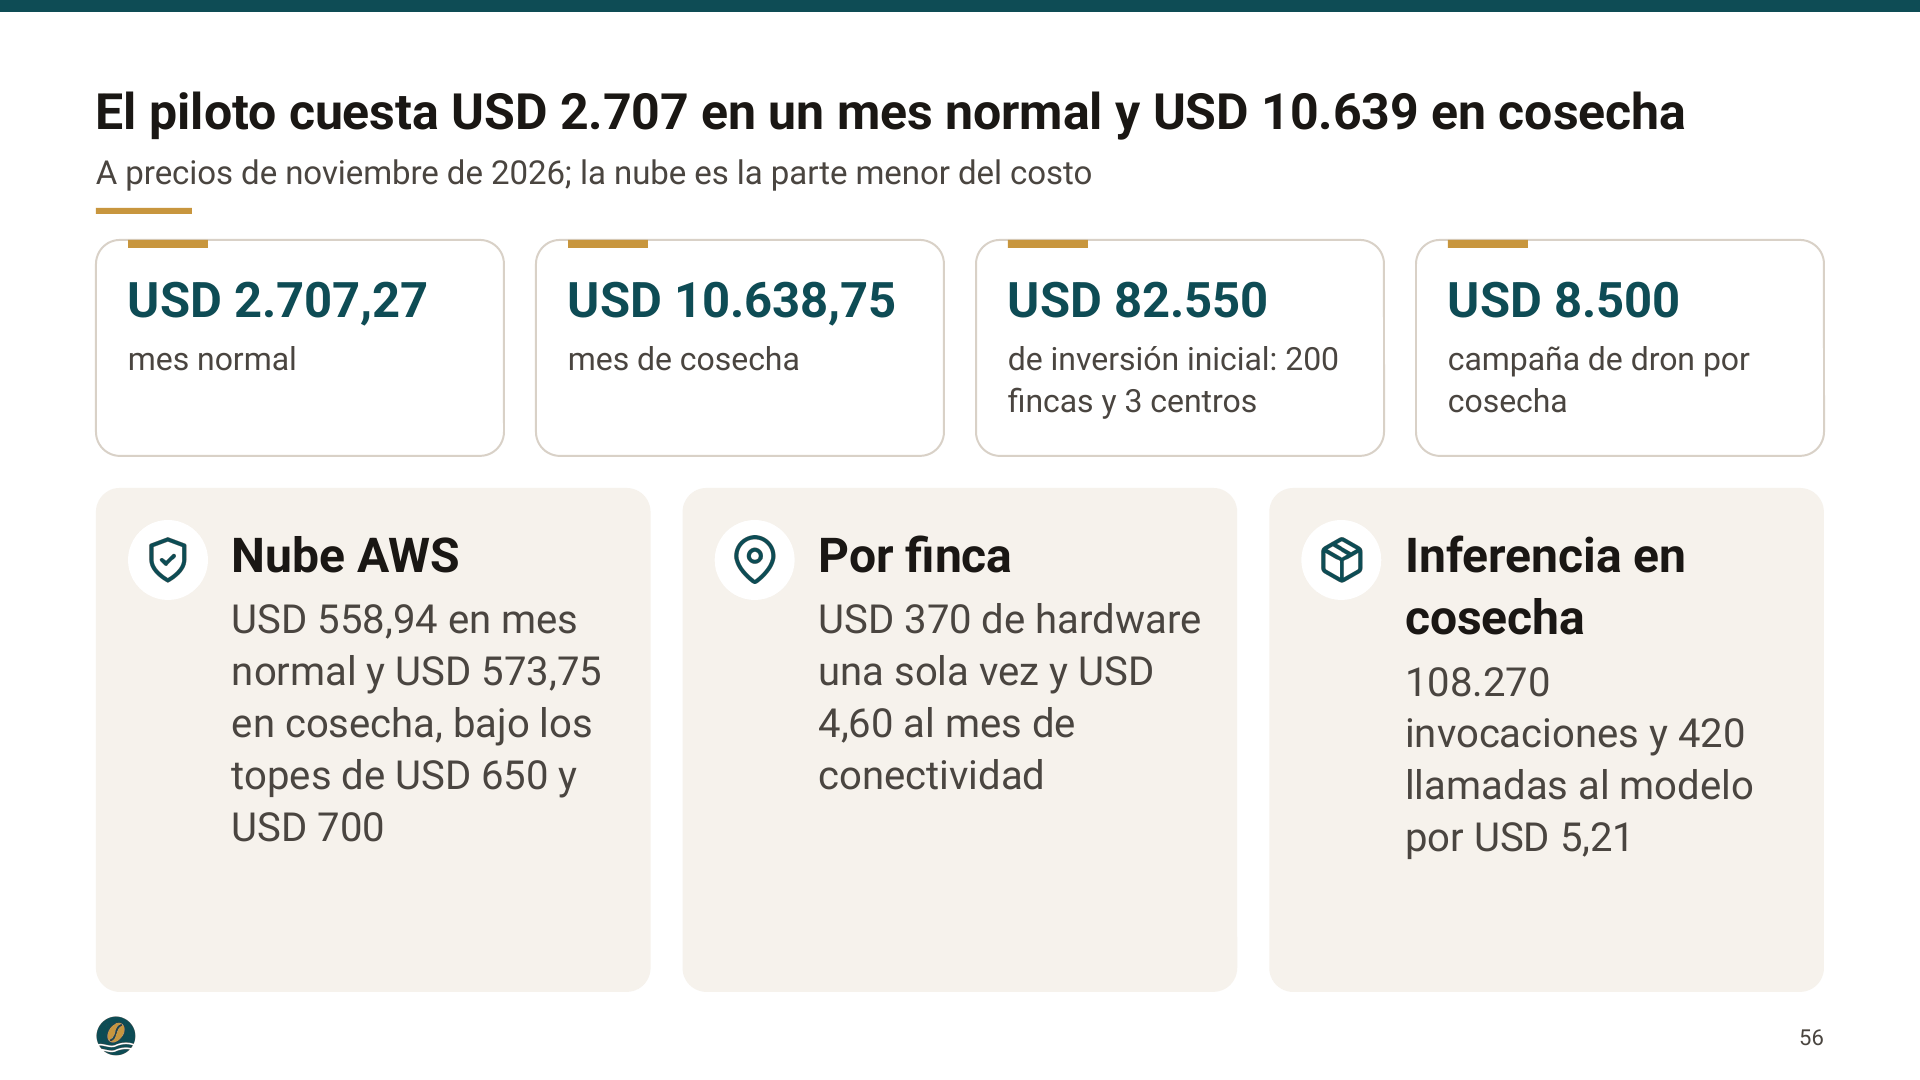 El piloto cuesta USD 2.707 en un mes normal y USD 10.639 en cosecha
A precios de noviembre de 2026; la nube es la parte menor del costo
USD 2.707,27
mes normal
USD 10.638,75
mes de cosecha
USD 82.550
de inversión inicial: 200
fincas y 3 centros
USD 8.500
campaña de dron por
cosecha
Nube AWS
USD 558,94 en mes
normal y USD 573,75
en cosecha, bajo los
topes de USD 650 y
USD 700
Por finca
USD 370 de hardware
una sola vez y USD
4,60 al mes de
conectividad
Inferencia en
cosecha
108.270
invocaciones y 420
llamadas al modelo
por USD 5,21
56